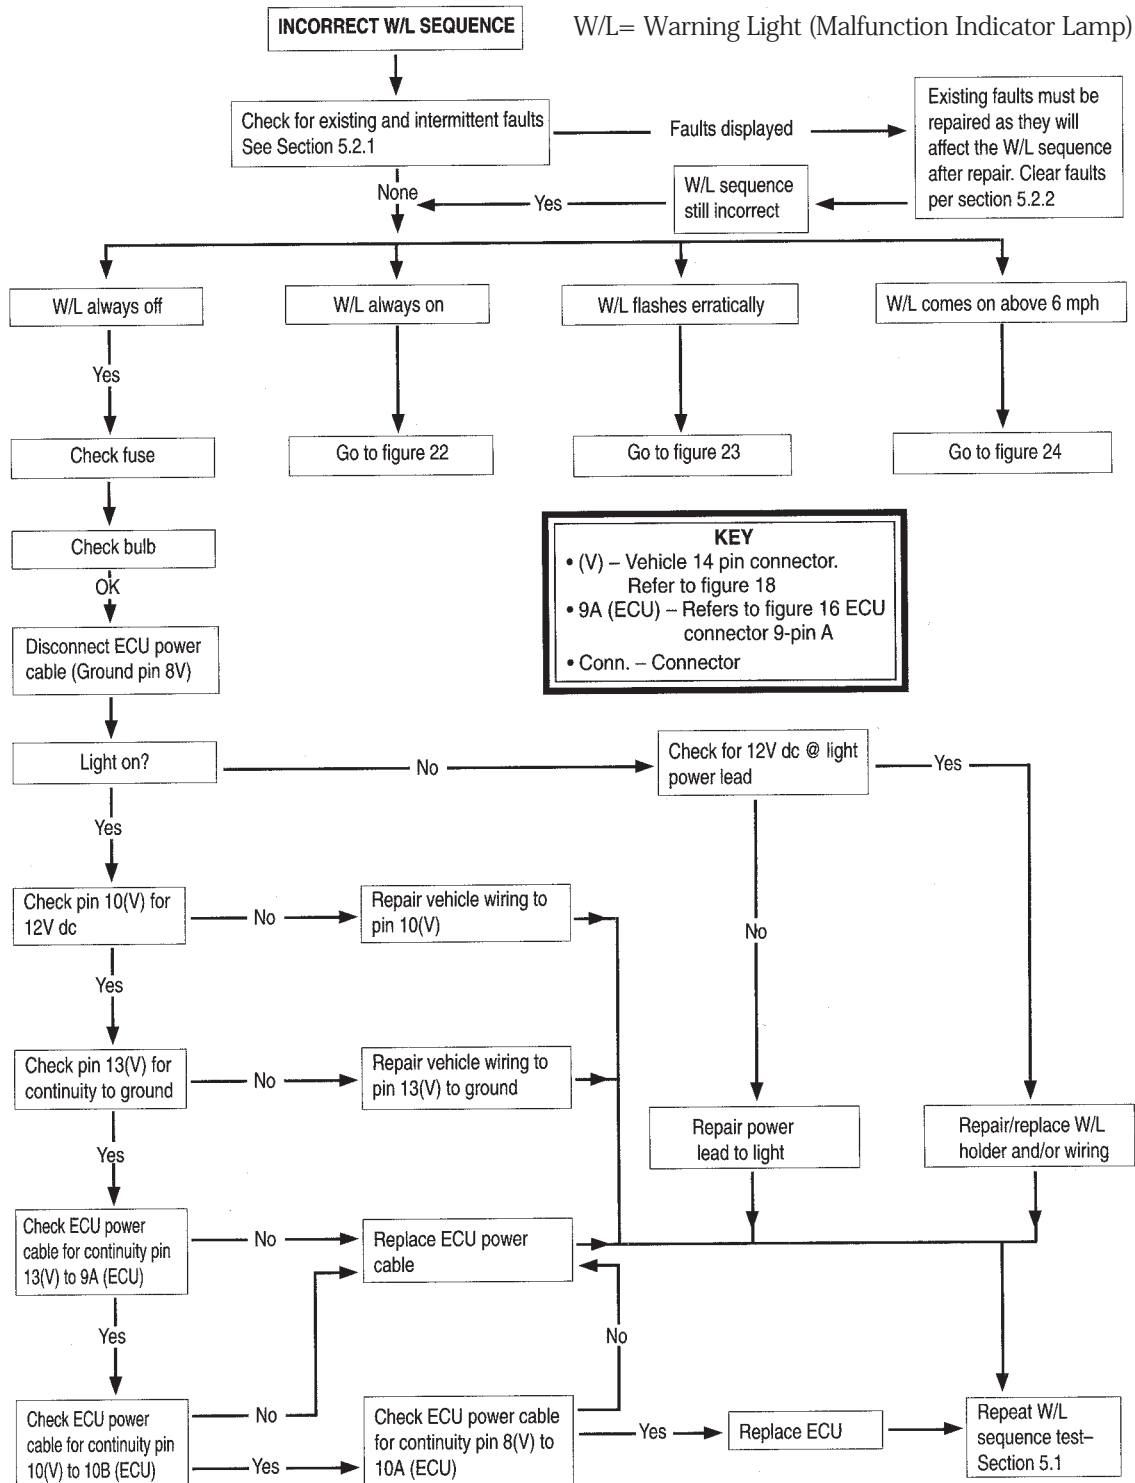 INCORRECT W/L SEQUENCE
W/L= Warning Light (Malfunction Indicator Lamp)
Check for existing and intermittent faults
See Section 5.2.1
Faults displayed
Existing faults must be
repaired as they will
affect the W/L sequence
after repair. Clear faults
per section 5.2.2
None
Yes
W/L sequence
still incorrect
W/L always off
W/L always on
W/L flashes erratically
W/L comes on above 6 mph
Yes
Check fuse
Go to figure 22
Go to figure 23
Go to figure 24
Check bulb
OK
KEY
• (V) – Vehicle 14 pin connector.
Refer to figure 18
• 9A (ECU) – Refers to figure 16 ECU
connector 9-pin A
• Conn. – Connector
Disconnect ECU power
cable (Ground pin 8V)
Light on?
No
Check for 12V dc @ light
power lead
Yes
Yes
No
Check pin 10(V) for
12V dc
No
Repair vehicle wiring to
pin 10(V)
Yes
Check pin 13(V) for
continuity to ground
No
Repair vehicle wiring to
pin 13(V) to ground
Repair power
lead to light
Repair/replace W/L
holder and/or wiring
Yes
Check ECU power
cable for continuity pin
13(V) to 9A (ECU)
No
Replace ECU power
cable
Yes
No
Check ECU power
cable for continuity pin
10(V) to 10B (ECU)
No
Yes
Check ECU power cable
for continuity pin 8(V) to
10A (ECU)
Yes
Replace ECU
Repeat W/L
sequence test–
Section 5.1